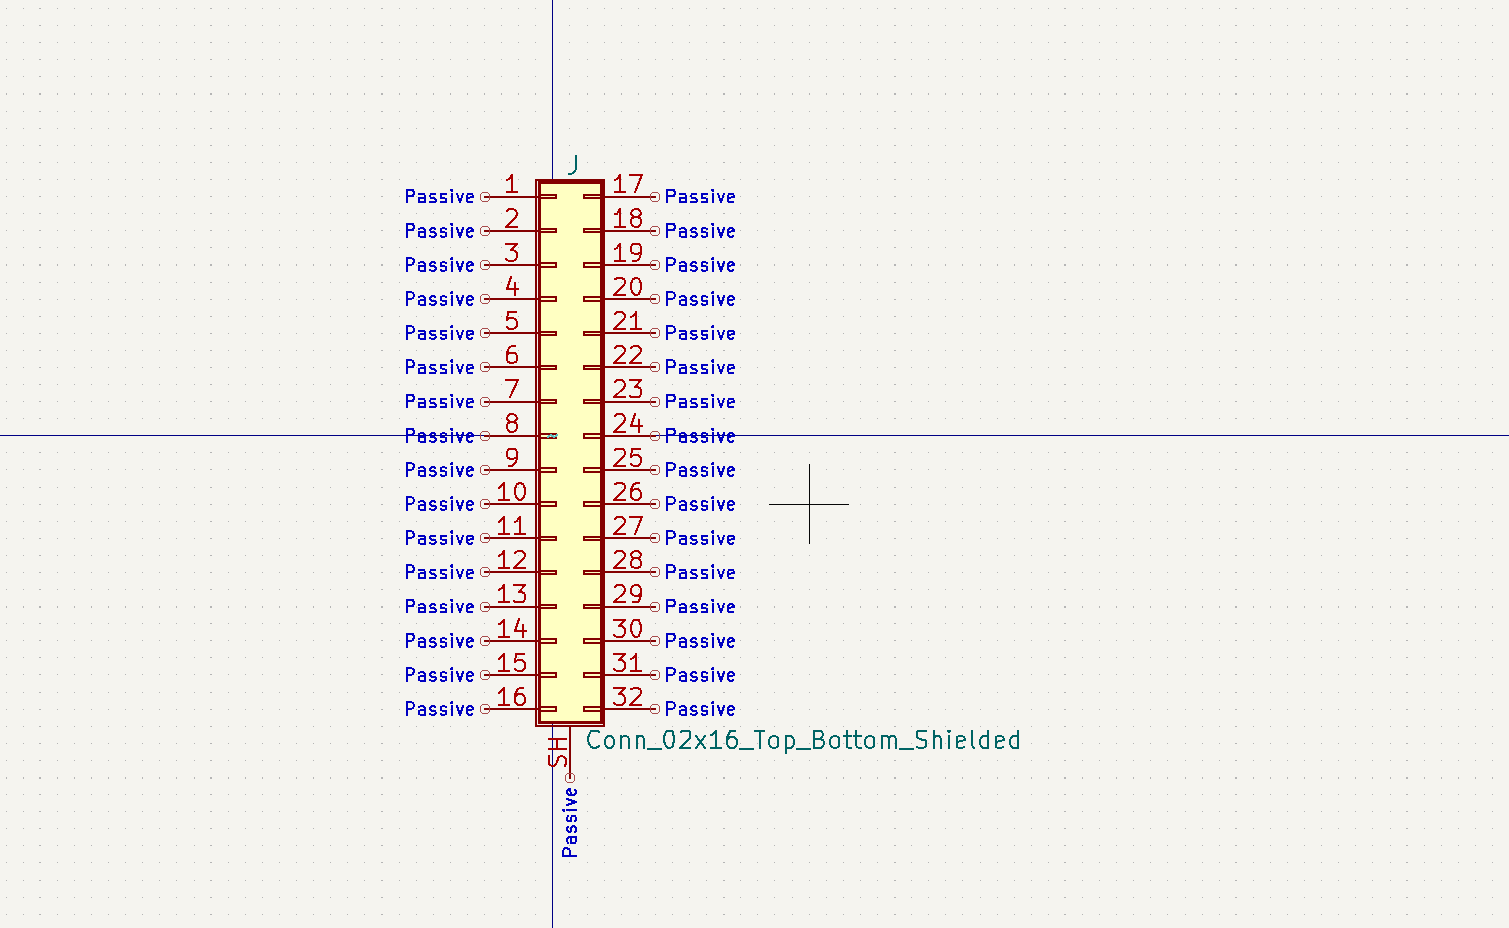 J
Passive 1 17 Passive
Passive 2 18 Passive
Passive 3 19 Passive
Passive 4 20 Passive
Passive 5 21 Passive
Passive 6 22 Passive
Passive 7 23 Passive
Passive 8 24 Passive
Passive 9 25 Passive
Passive 10 26 Passive
Passive 11 27 Passive
Passive 12 28 Passive
Passive 13 29 Passive
Passive 14 30 Passive
Passive 15 31 Passive
Passive 16 32 Passive
SH
Conn_02x16_Top_Bottom_Shielded
Passive